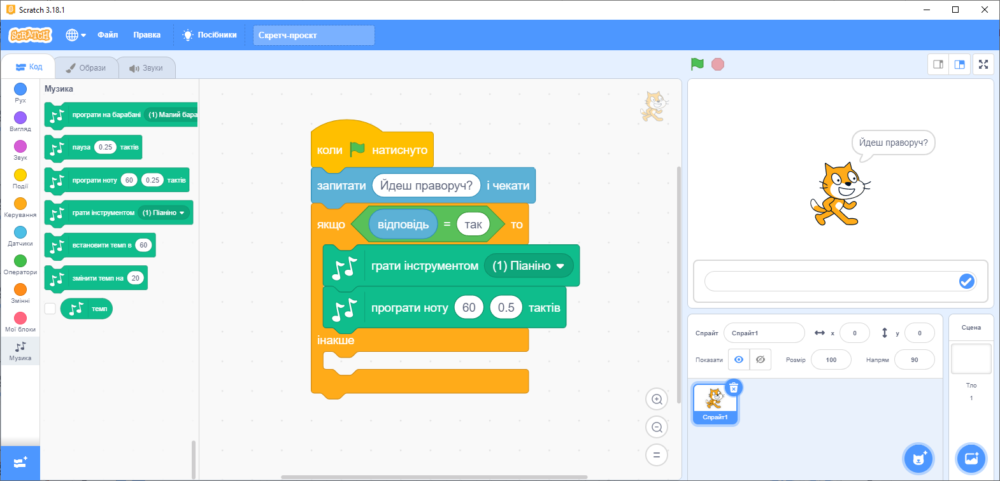 Scratch 3.18.1
SCRATCH
Файл
Правка
Посібники
Скретч-проєкт
Код
Образи
Звуки
Рух
Вигляд
Звук
Події
Керування
Датчики
Оператори
Змінні
Мої блоки
Музика
Музика
програти на барабані (1) Малий бара
пауза 0.25 тактів
програти ноту 60 0.25 тактів
грати інструментом (1) Піаніно
встановити темп в 60
змінити темп на 20
темп
коли натиснуто
запитати Йдеш праворуч? і чекати
якщо відповідь = так то
грати інструментом (1) Піаніно
програти ноту 60 0.5 тактів
інакше
Йдеш праворуч?
Спрайт Спрайт1 x 0 y 0
Показати Розмір 100 Напрям 90
Спрайт1
Сцена
Тло
1